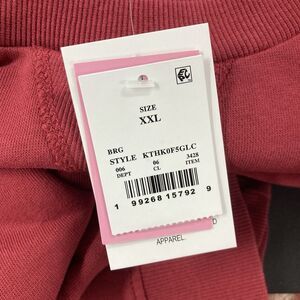 SIZE
XXL
BRG
STYLE KTHK0F5GLC
006 06 3428
DEPT CL ITEM
1 99268 15792 9
D
APPAREL